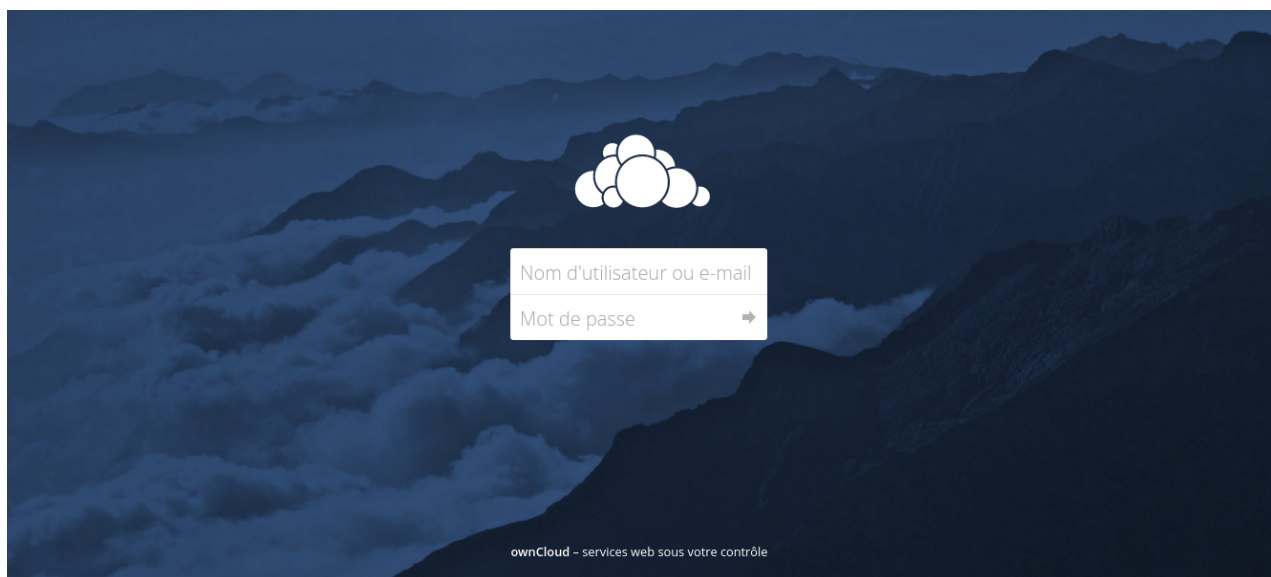 Nom d'utilisateur ou e-mail
Mot de passe
ownCloud – services web sous votre contrôle